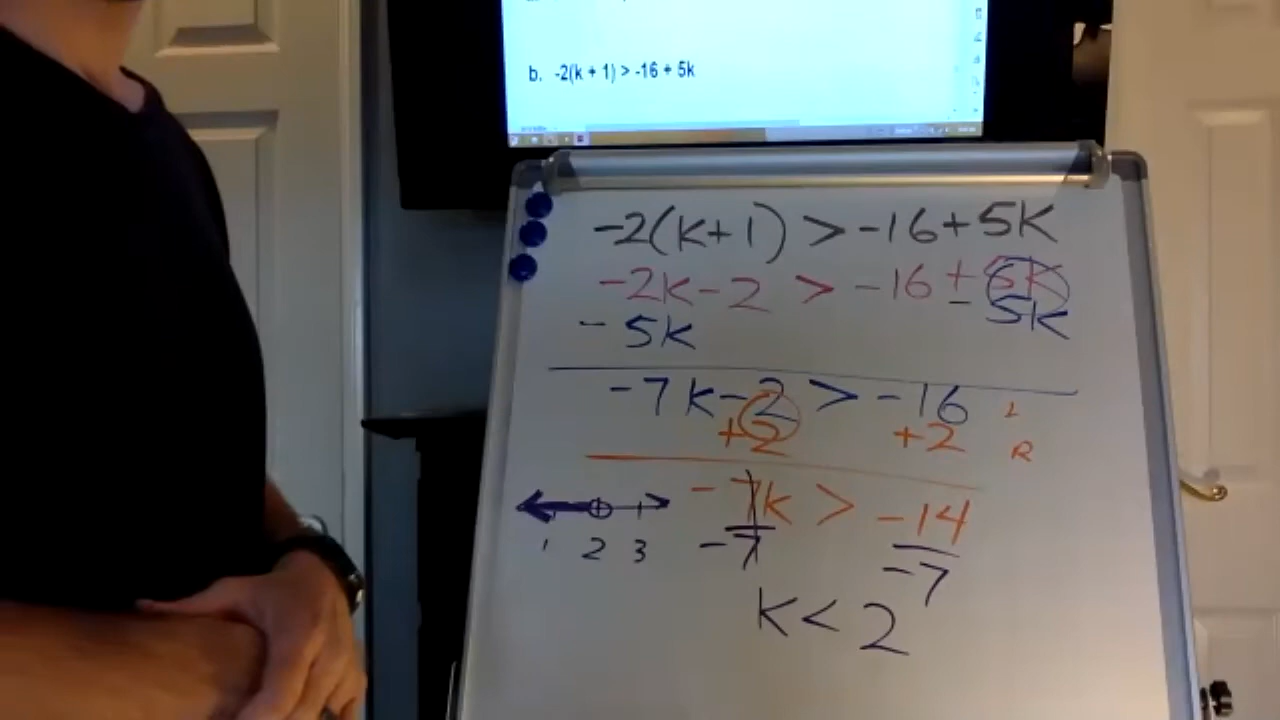 b. -2(k + 1) > -16 + 5k
-2(k+1) > -16+5k
-2k-2 > -16+5k
-5k -5k
-7k-2 > -16 L
+2 +2 R
-7k > -14
-7 -7
1 2 3
k < 2